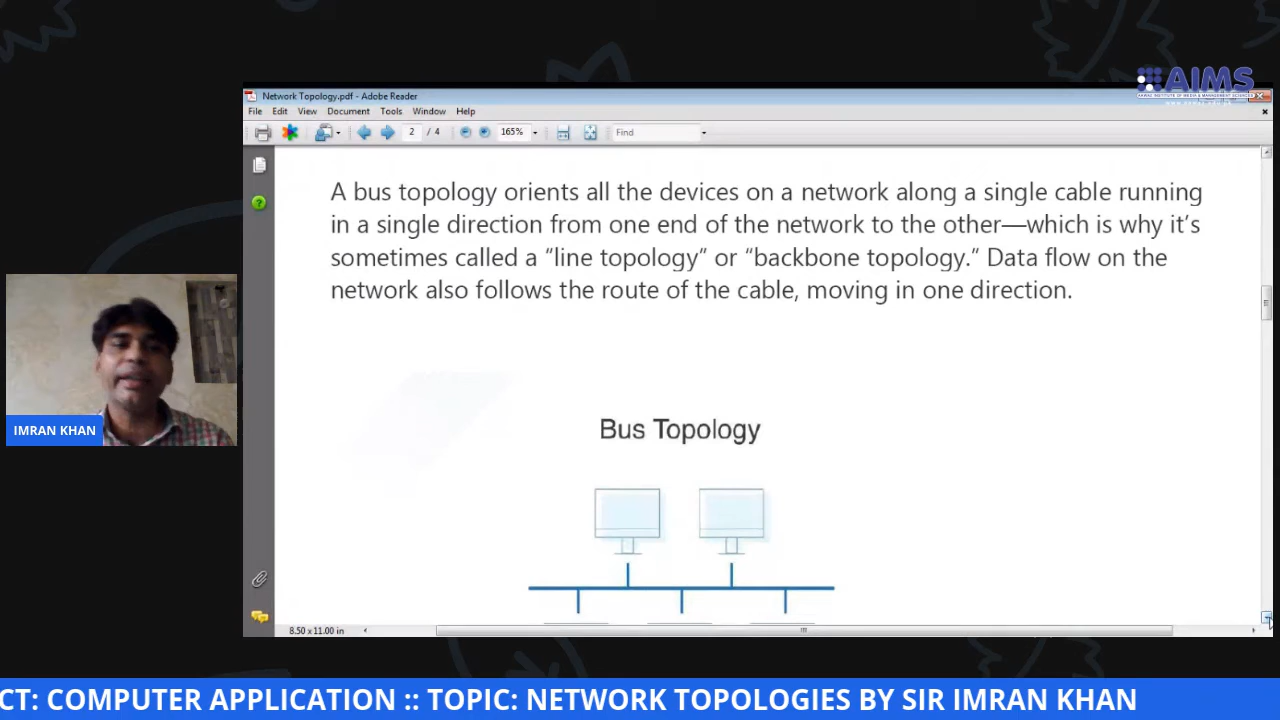 AIMS
Network Topology.pdf - Adobe Reader
File Edit View Document Tools Window Help
2 / 4 165% Find
A bus topology orients all the devices on a network along a single cable running
in a single direction from one end of the network to the other—which is why it’s
sometimes called a “line topology” or “backbone topology.” Data flow on the
network also follows the route of the cable, moving in one direction.
Bus Topology
IMRAN KHAN
8.50 x 11.00 in
CT: COMPUTER APPLICATION :: TOPIC: NETWORK TOPOLOGIES BY SIR IMRAN KHAN